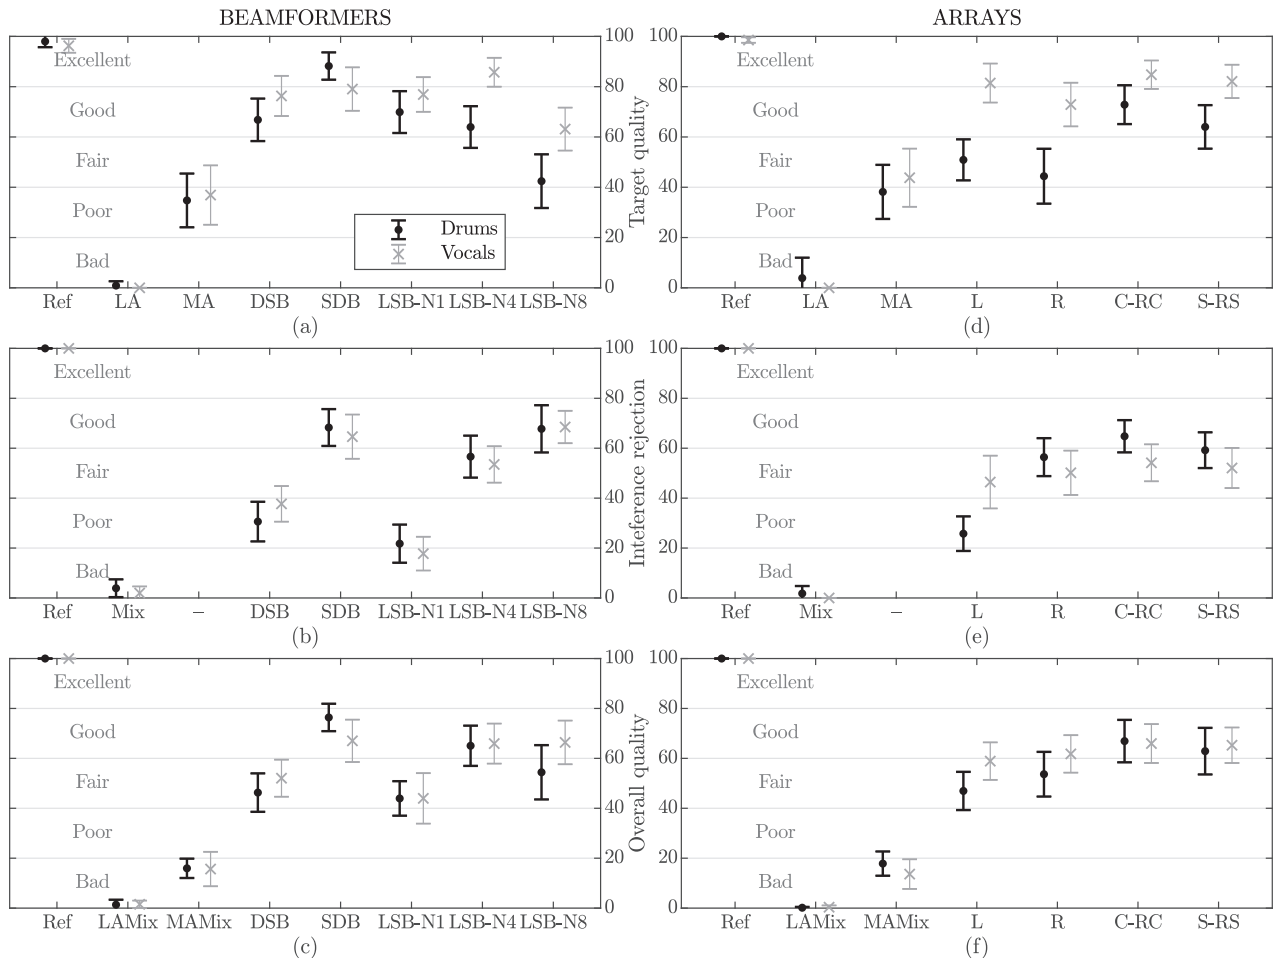 BEAMFORMERS
Excellent
Good
Fair
Poor
Bad
Drums
Vocals
100
80
60
40
20
0
Ref LA MA DSB SDB LSB-N1 LSB-N4 LSB-N8
(a)
ARRAYS
Target quality
100
80
60
40
20
0
Excellent
Good
Fair
Poor
Bad
Ref LA MA L R C-RC S-RS
(d)
Excellent
Good
Fair
Poor
Bad
100
80
60
40
20
0
Ref Mix – DSB SDB LSB-N1 LSB-N4 LSB-N8
(b)
Inteference rejection
100
80
60
40
20
0
Excellent
Good
Fair
Poor
Bad
Ref Mix – L R C-RC S-RS
(e)
Excellent
Good
Fair
Poor
Bad
100
80
60
40
20
0
Ref LAMix MAMix DSB SDB LSB-N1 LSB-N4 LSB-N8
(c)
Overall quality
100
80
60
40
20
0
Excellent
Good
Fair
Poor
Bad
Ref LAMix MAMix L R C-RC S-RS
(f)